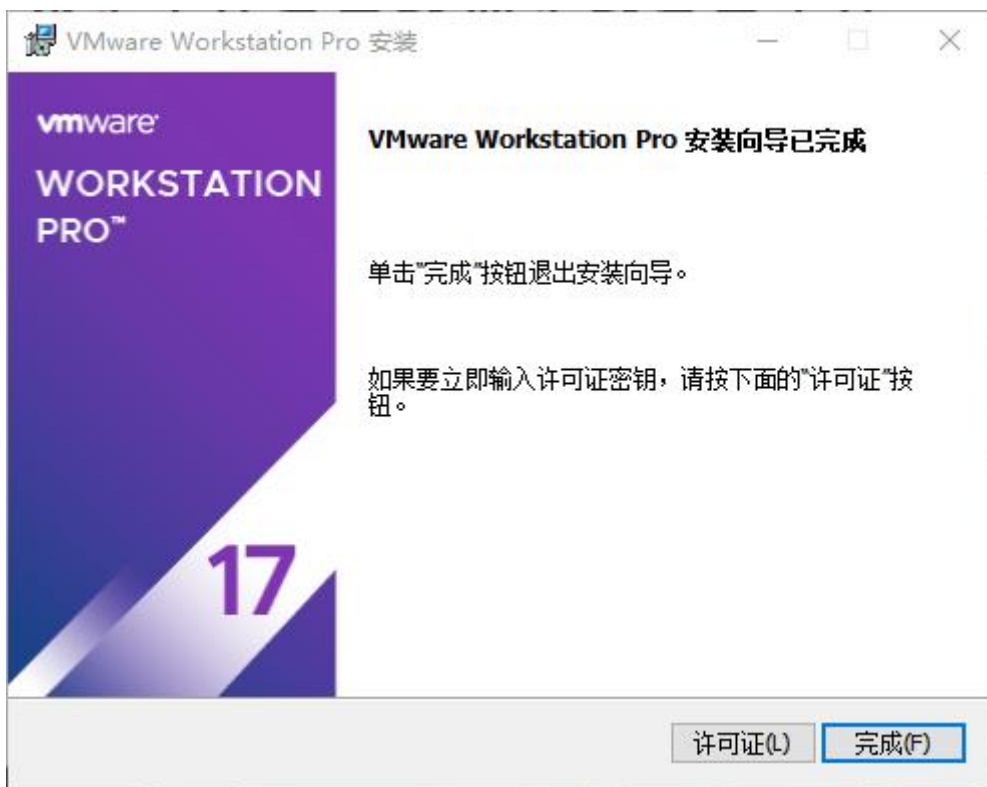 VMware Workstation Pro 安装
vmware
WORKSTATION
PRO™
17
VMware Workstation Pro 安装向导已完成
单击"完成"按钮退出安装向导。
如果要立即输入许可证密钥，请按下面的"许可证"按
钮。
许可证(L)
完成(F)